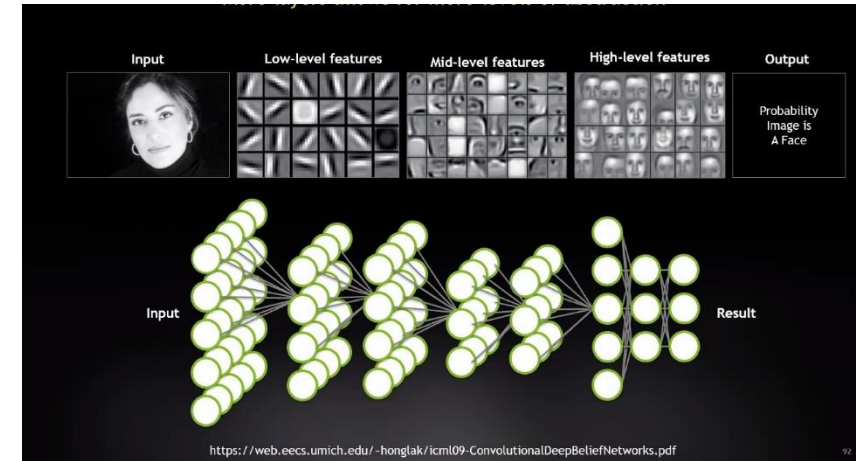 Input
Low-level features
Mid-level features
High-level features
Output
Probability
Image is
A Face
Input
Result
https://web.eecs.umich.edu/~honglak/icml09-ConvolutionalDeepBeliefNetworks.pdf
92